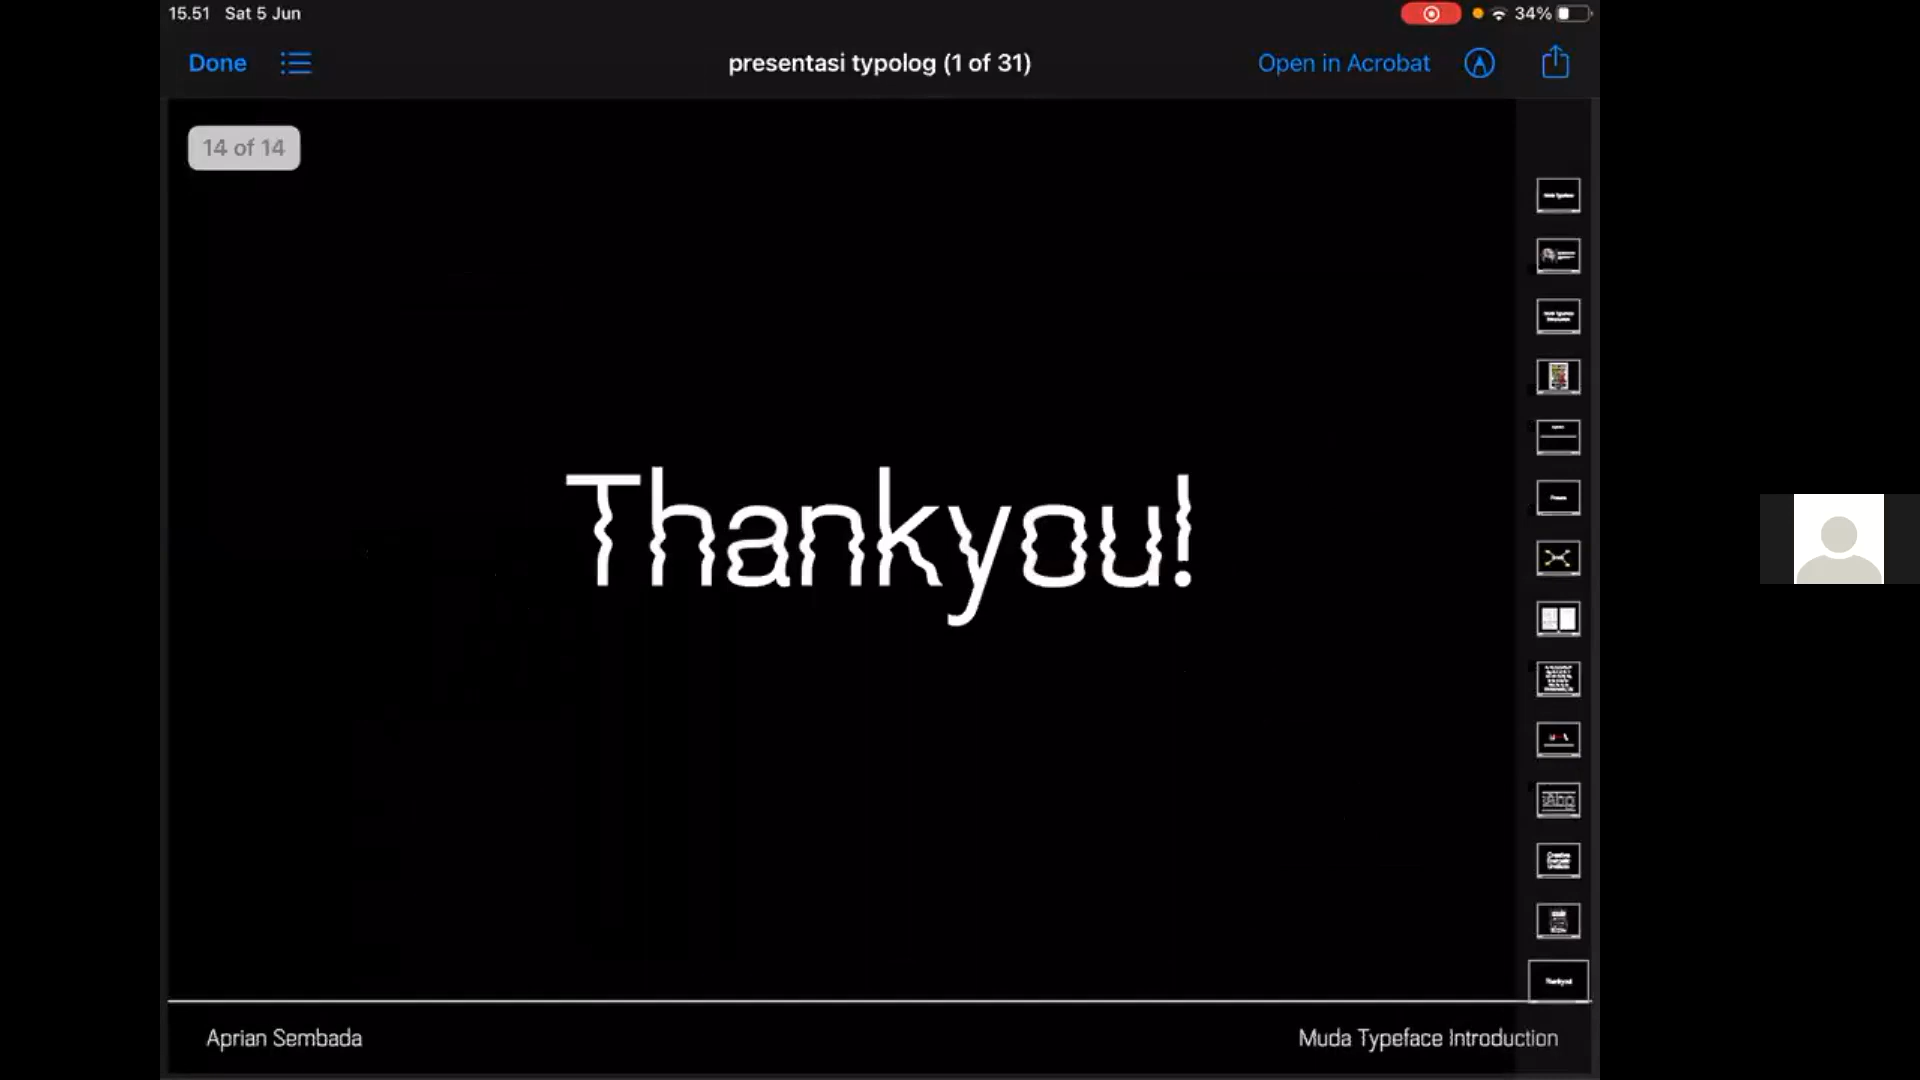 15.51 Sat 5 Jun
34%
Done
presentasi typolog (1 of 31)
Open in Acrobat
14 of 14
Thankyou!
Aprian Sembada
Muda Typeface Introduction